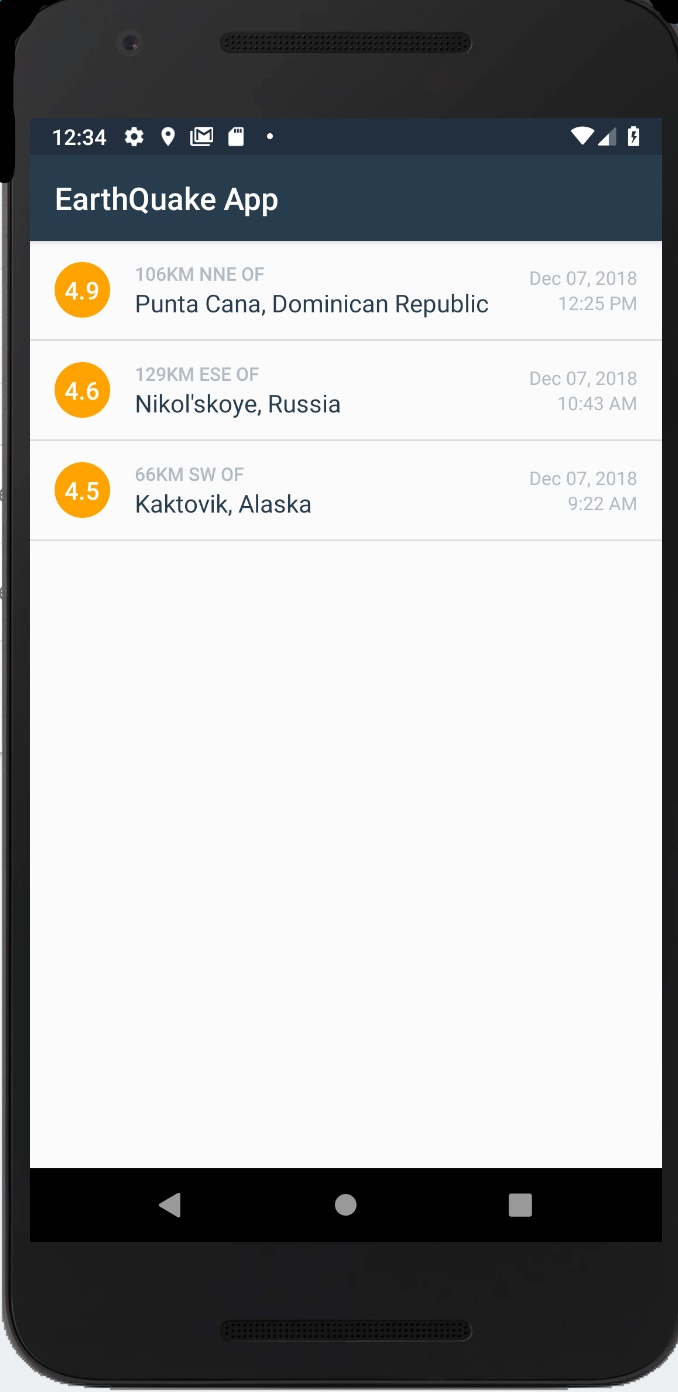 12:34
EarthQuake App
4.9
106KM NNE OF
Punta Cana, Dominican Republic
Dec 07, 2018
12:25 PM
4.6
129KM ESE OF
Nikol'skoye, Russia
Dec 07, 2018
10:43 AM
4.5
66KM SW OF
Kaktovik, Alaska
Dec 07, 2018
9:22 AM